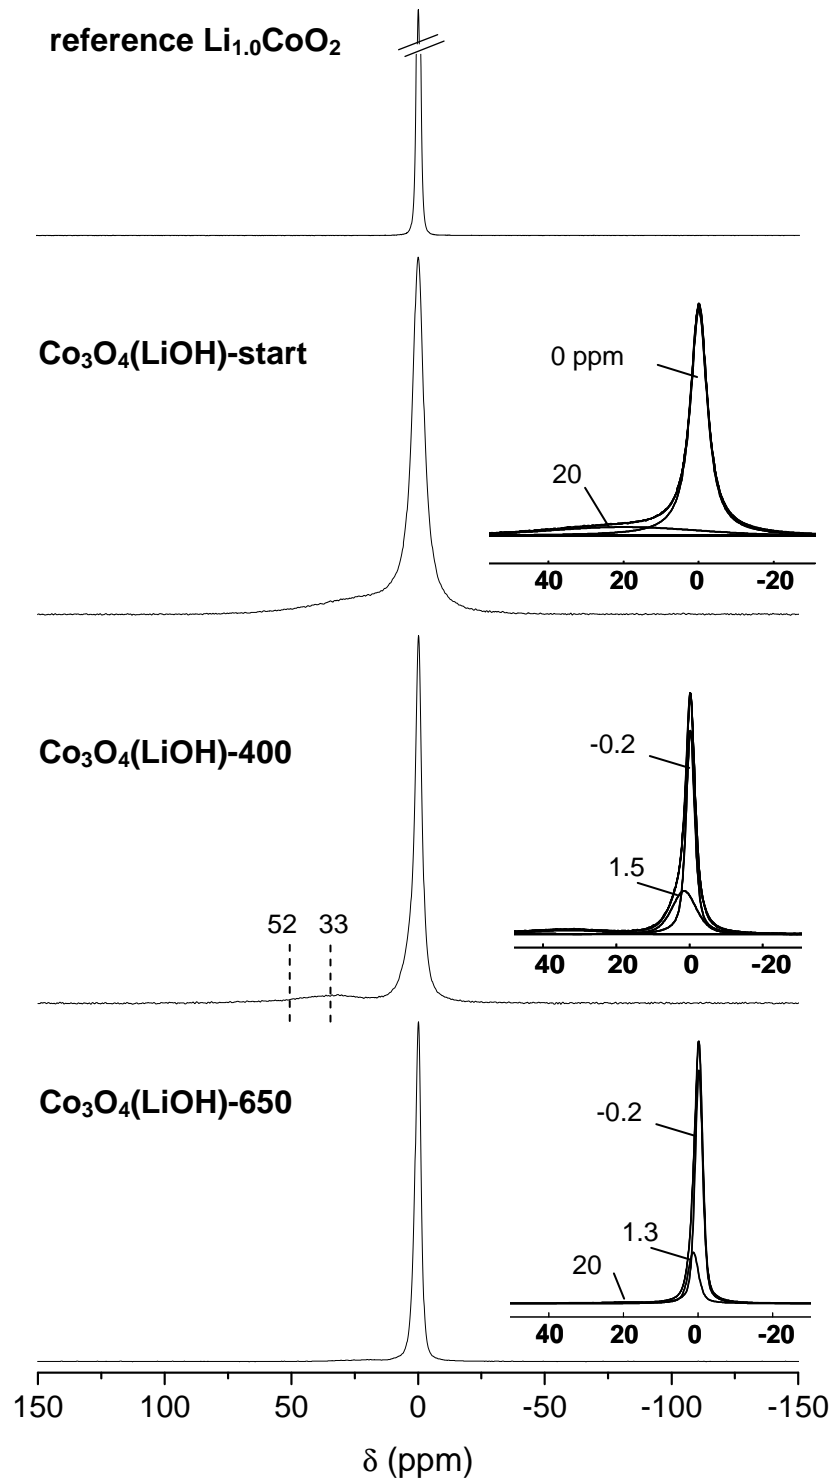 reference Li₁.₀CoO₂
Co₃O₄(LiOH)-start
0 ppm
20
40 20 0 -20
Co₃O₄(LiOH)-400
-0.2
1.5
52 33
40 20 0 -20
Co₃O₄(LiOH)-650
-0.2
1.3
20
40 20 0 -20
150 100 50 0 -50 -100 -150
δ (ppm)